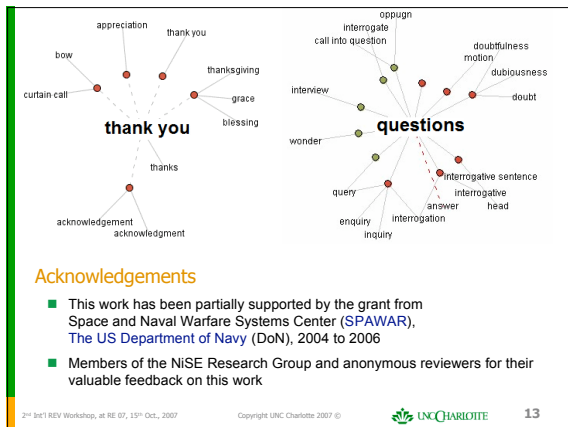 appreciation
thank you
bow
thanksgiving
curtain call
grace
blessing
thank you
thanks
acknowledgement
acknowledgment
oppugn
interrogate
call into question
doubtfulness
motion
dubiousness
interview
doubt
questions
wonder
interrogative sentence
query
interrogative
answer
head
enquiry
interrogation
inquiry
Acknowledgements
This work has been partially supported by the grant from
Space and Naval Warfare Systems Center (SPAWAR),
The US Department of Navy (DoN), 2004 to 2006
Members of the NiSE Research Group and anonymous reviewers for their
valuable feedback on this work
2nd Int'l REV Workshop, at RE 07, 15th Oct., 2007
Copyright UNC Charlotte 2007 ©
UNC CHARLOTTE
13